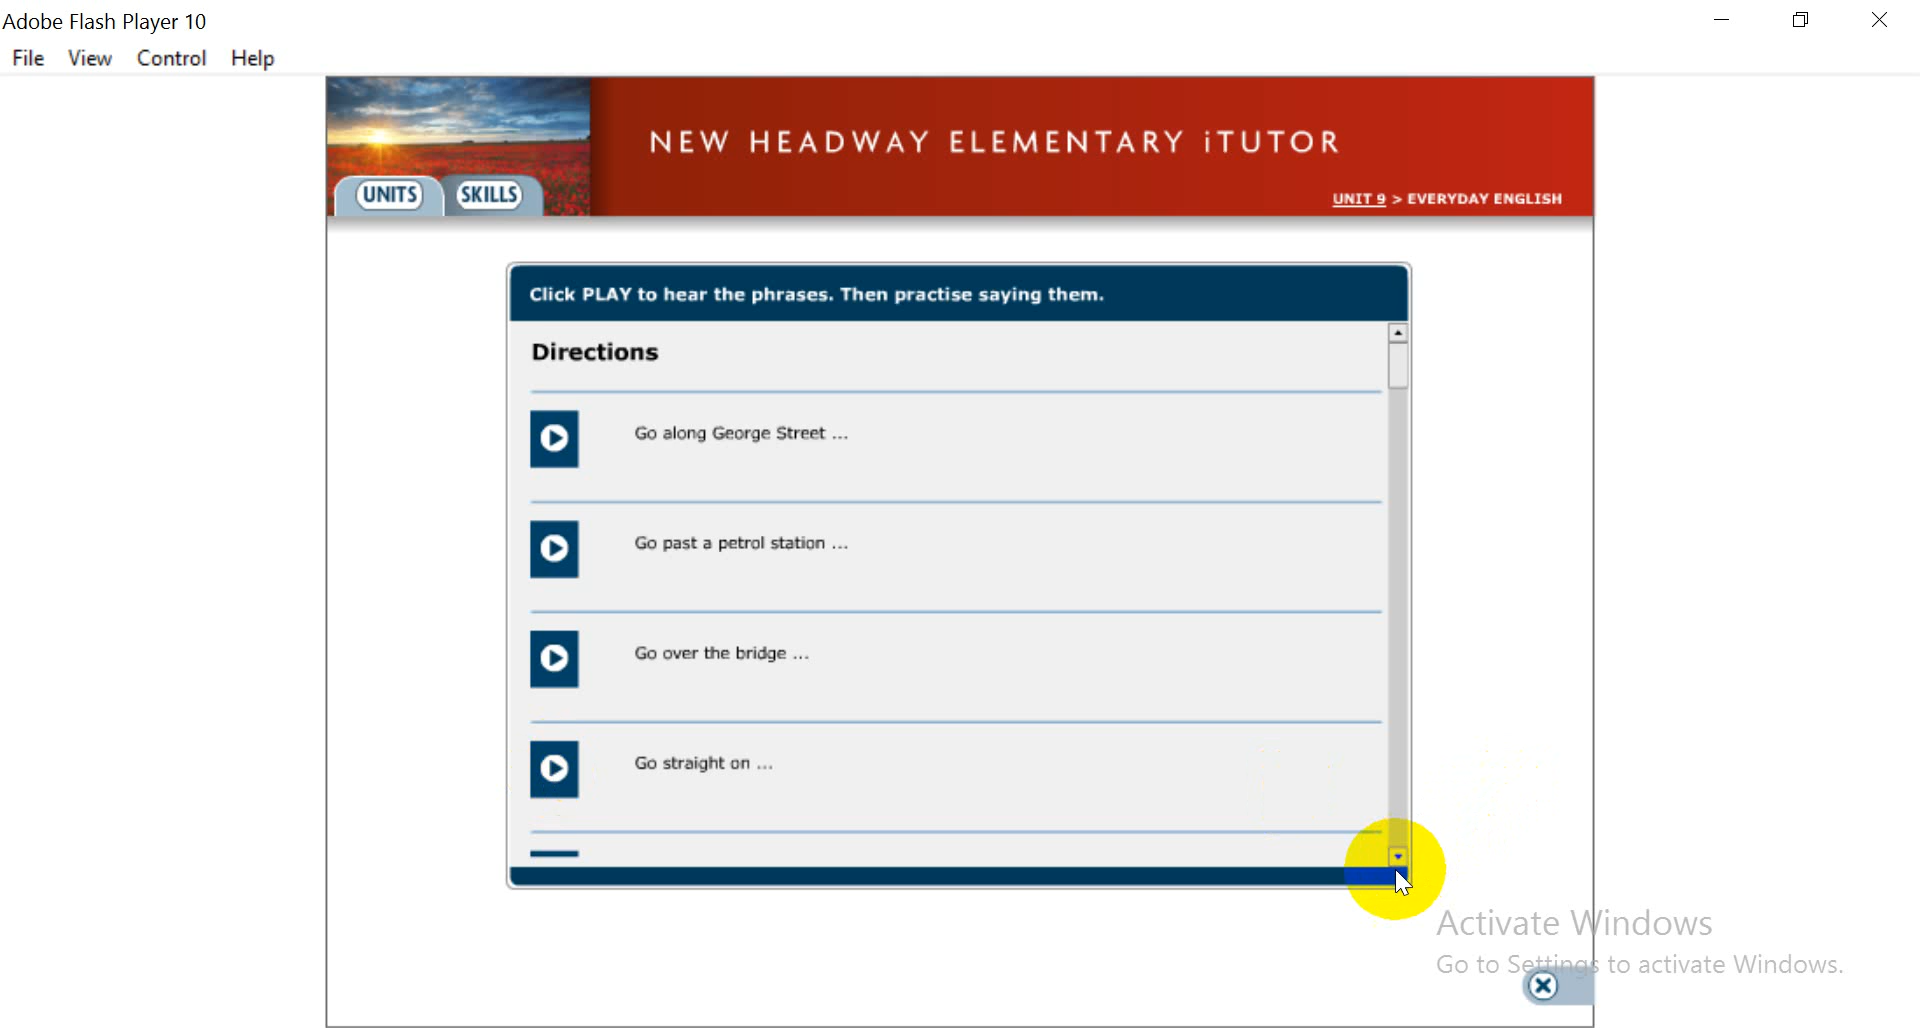 Adobe Flash Player 10
File View Control Help
NEW HEADWAY ELEMENTARY iTUTOR
UNITS SKILLS
UNIT 9 > EVERYDAY ENGLISH
Click PLAY to hear the phrases. Then practise saying them.
Directions
Go along George Street ...
Go past a petrol station ...
Go over the bridge ...
Go straight on ...
Activate Windows
Go to Settings to activate Windows.